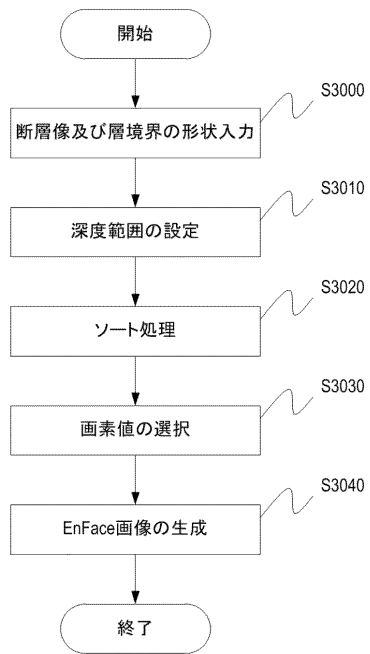 開始
S3000
断層像及び層境界の形状入力
S3010
深度範囲の設定
S3020
ソート処理
S3030
画素値の選択
S3040
EnFace画像の生成
終了